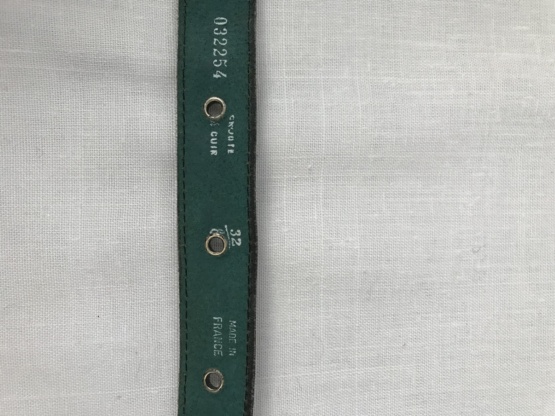 032254
CROUTE
CUIR
32
MADE IN
FRANCE